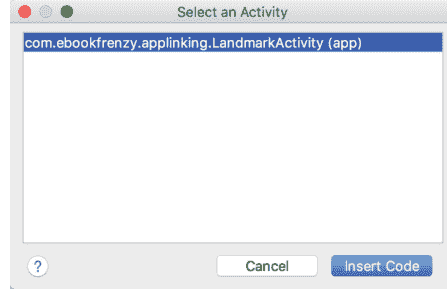 Select an Activity
com.ebookfrenzy.applinking.LandmarkActivity (app)
?
Cancel
Insert Code